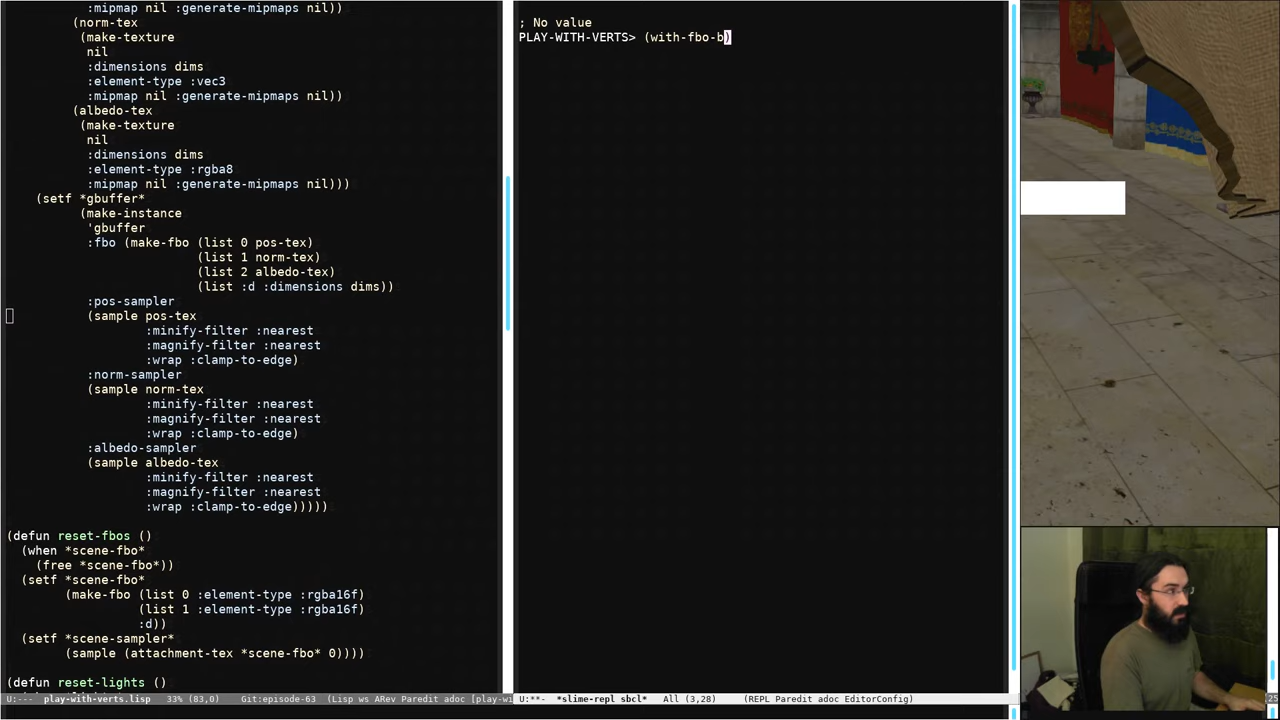 :mipmap nil :generate-mipmaps nil))
(norm-tex
(make-texture
nil
:dimensions dims
:element-type :vec3
:mipmap nil :generate-mipmaps nil))
(albedo-tex
(make-texture
nil
:dimensions dims
:element-type :rgba8
:mipmap nil :generate-mipmaps nil)))
(setf *gbuffer*
(make-instance
'gbuffer
:fbo (make-fbo (list 0 pos-tex)
(list 1 norm-tex)
(list 2 albedo-tex)
(list :d :dimensions dims))
:pos-sampler
(sample pos-tex
:minify-filter :nearest
:magnify-filter :nearest
:wrap :clamp-to-edge)
:norm-sampler
(sample norm-tex
:minify-filter :nearest
:magnify-filter :nearest
:wrap :clamp-to-edge)
:albedo-sampler
(sample albedo-tex
:minify-filter :nearest
:magnify-filter :nearest
:wrap :clamp-to-edge)))))
(defun reset-fbos ()
(when *scene-fbo*
(free *scene-fbo*))
(setf *scene-fbo*
(make-fbo (list 0 :element-type :rgba16f)
(list 1 :element-type :rgba16f)
:d))
(setf *scene-sampler*
(sample (attachment-tex *scene-fbo* 0))))
(defun reset-lights ()
U:--- play-with-verts.lisp 33% (83,0) Git:episode-63 (Lisp ws ARev Paredit adoc [play-wi
; No value
PLAY-WITH-VERTS> (with-fbo-b)
U:**- *slime-repl sbcl* All (3,28) (REPL Paredit adoc EditorConfig)